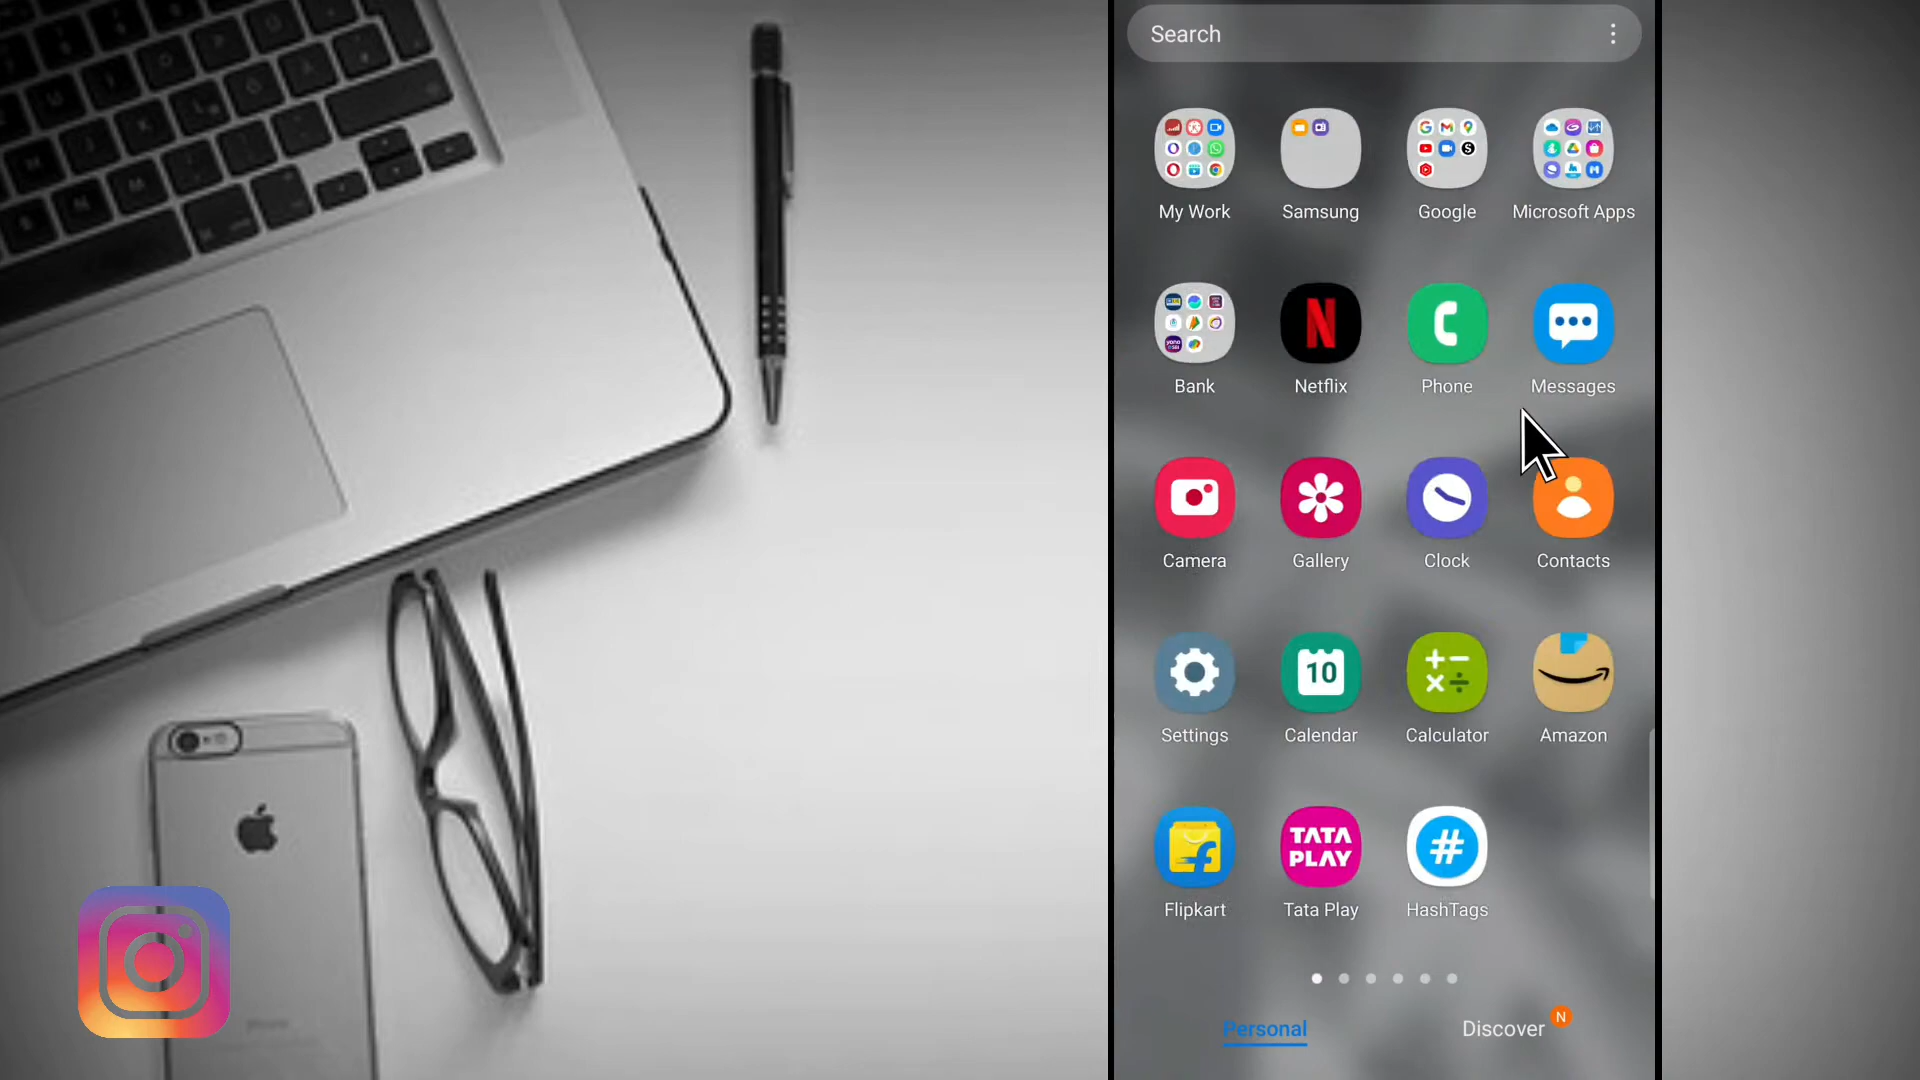 Search
My Work
Samsung
Google
Microsoft Apps
Bank
Netflix
Phone
Messages
Camera
Gallery
Clock
Contacts
10
Settings
Calendar
Calculator
Amazon
TATA
PLAY
#
Flipkart
Tata Play
HashTags
Personal
Discover
N